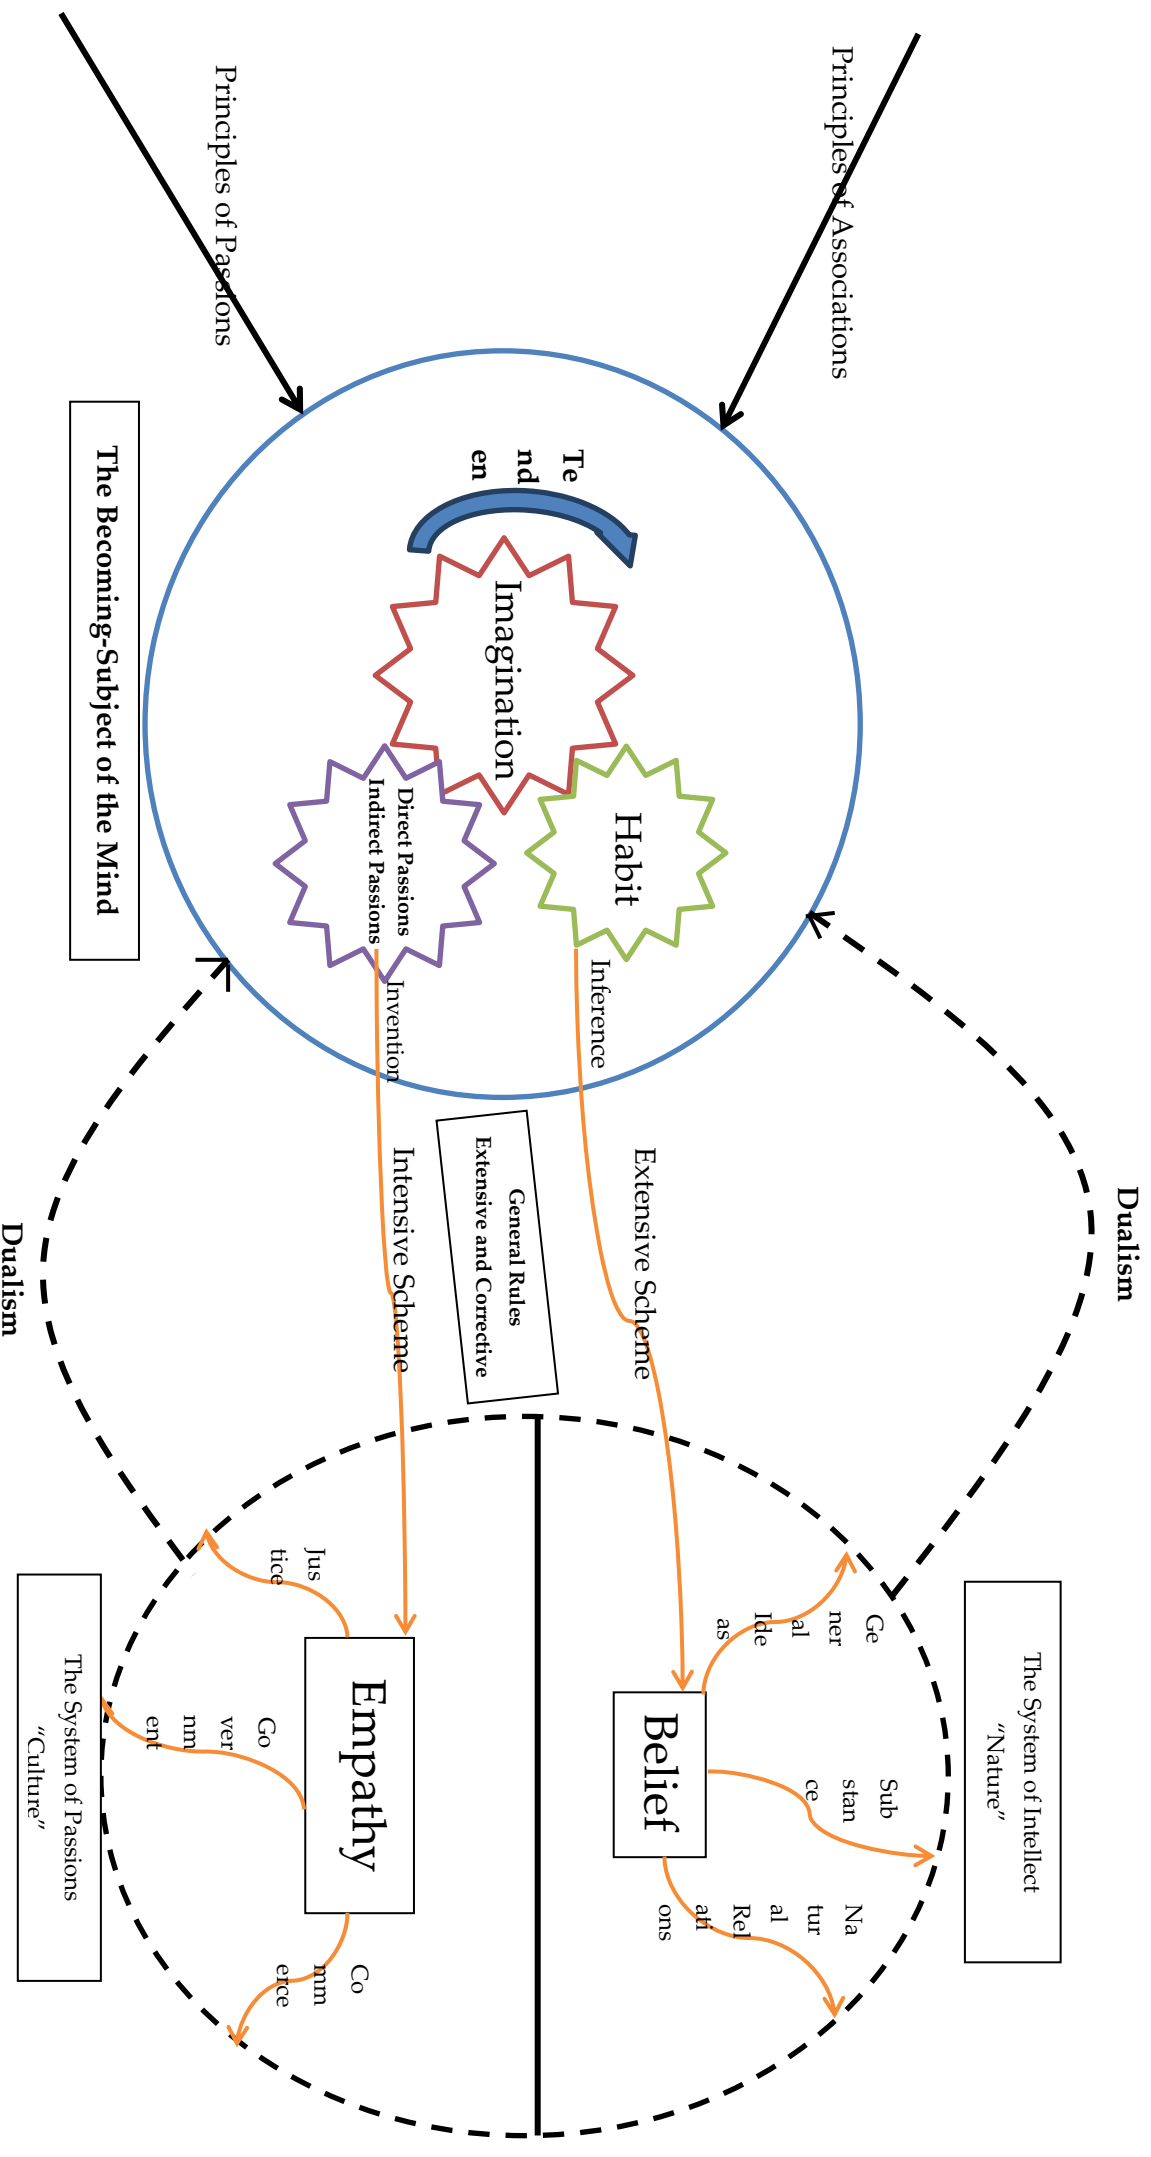 Principles of Associations
Principles of Passions
Te
nd
en
Imagination
Habit
Direct Passions
Indirect Passions
Inference
Invention
The Becoming-Subject of the Mind
Dualism
Extensive Scheme
General Rules
Extensive and Corrective
Intensive Scheme
Dualism
The System of Intellect
“Nature”
Ge
ner
al
Ide
as
Sub
stan
ce
Na
tur
al
Rel
ati
ons
Belief
Empathy
Jus
tice
Go
ver
nm
ent
Co
mm
erce
The System of Passions
“Culture”